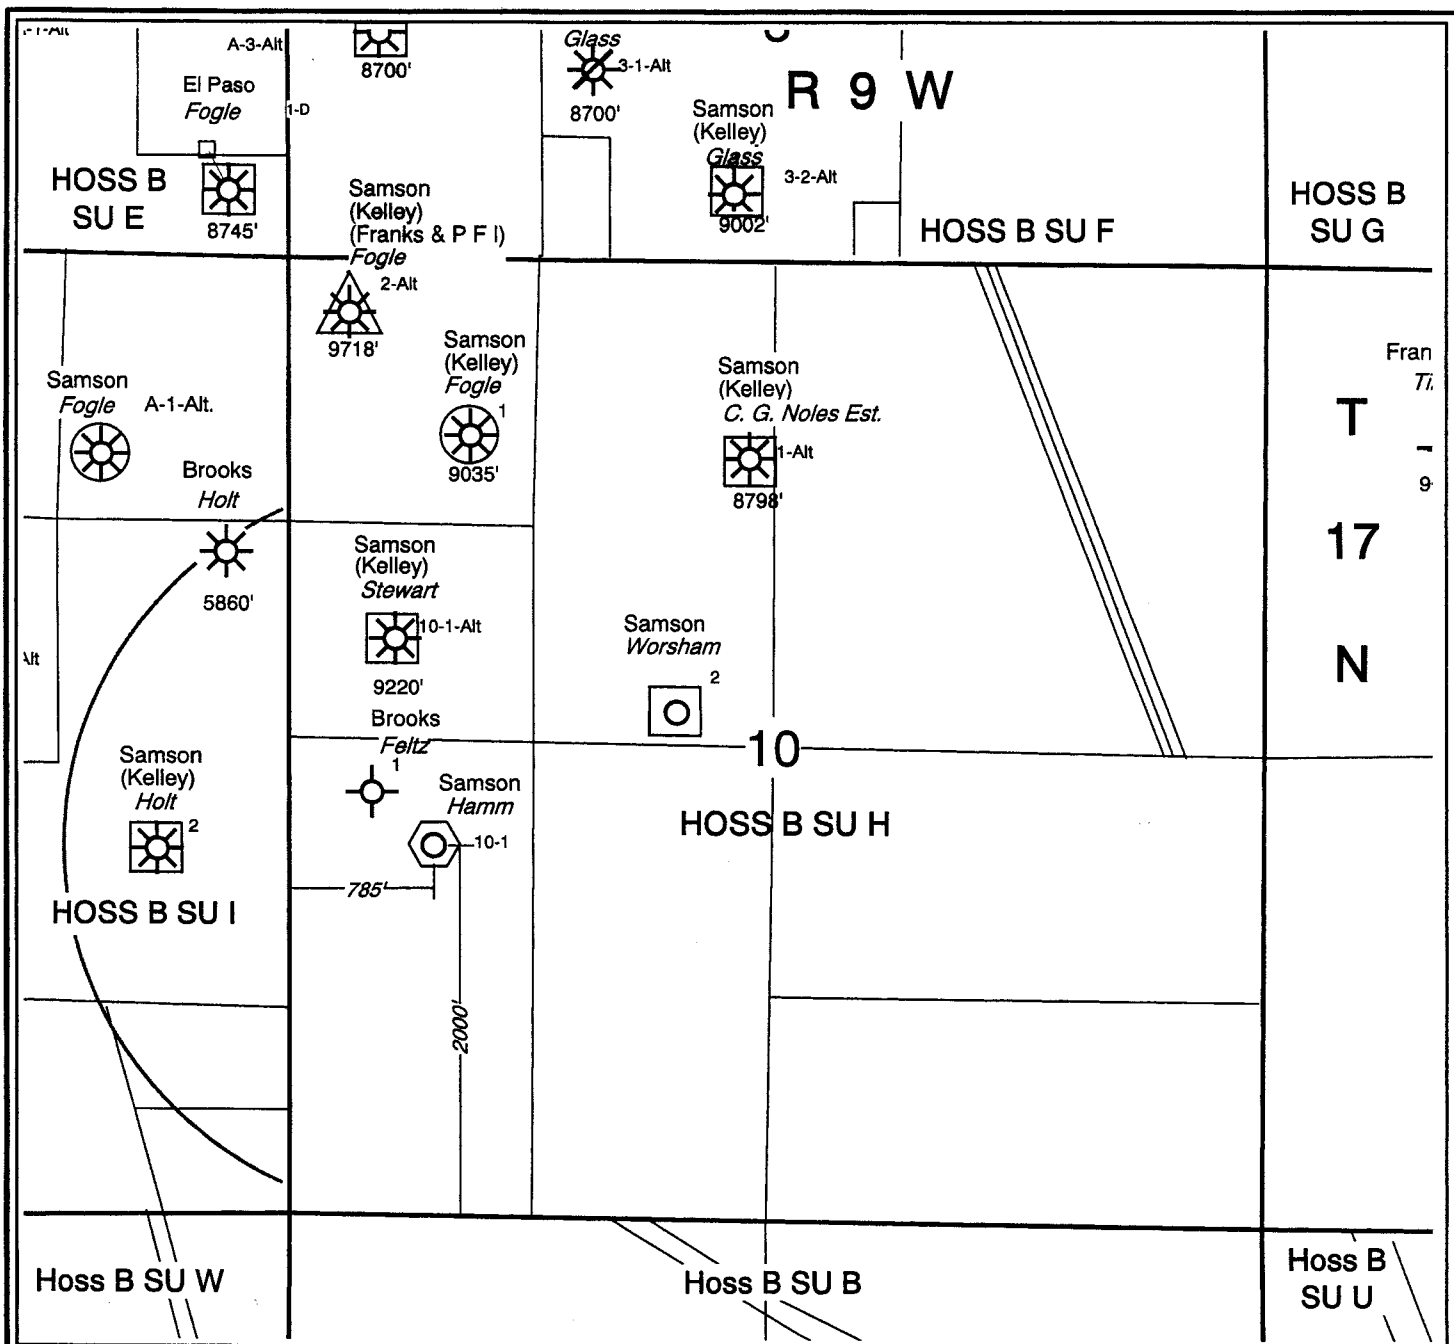 A-3-Alt
8700'
Glass
3-1-Alt
8700'
R 9 W
El Paso
Fogle
1-D
Samson
(Kelley)
Glass
3-2-Alt
9002'
HOSS B
SU E
8745'
HOSS B SU F
HOSS B
SU G
Samson
(Kelley)
(Franks & P F I)
Fogle
2-Alt
9718'
Samson
Fogle
A-1-Alt.
Samson
(Kelley)
Fogle
1
9035'
Samson
(Kelley)
C. G. Noles Est.
1-Alt
8798'
Fran
T
17
N
Brooks
Holt
5860'
Samson
(Kelley)
Stewart
10-1-Alt
9220'
Samson
Worsham
2
10
Brooks
Feltz
1
Samson
Hamm
10-1
785'
2000'
Samson
(Kelley)
Holt
2
HOSS B SU H
HOSS B SU I
Hoss B SU W
Hoss B SU B
Hoss B
SU U